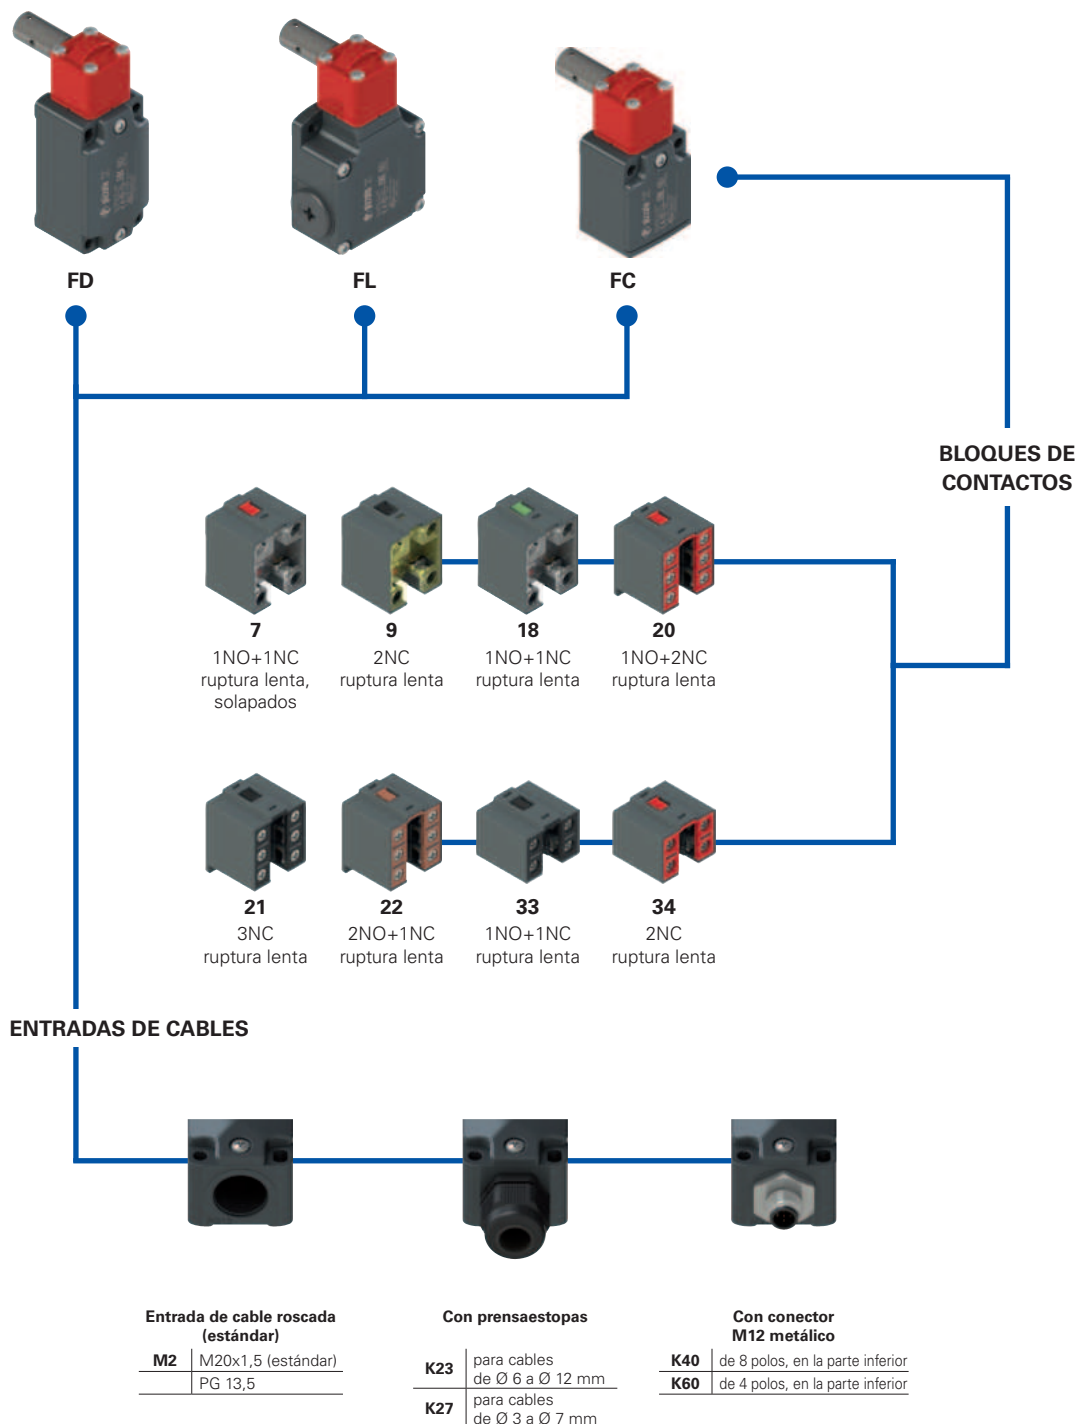 FD
FL
FC
BLOQUES DE
CONTACTOS
7
1NO+1NC
ruptura lenta,
solapados
9
2NC
ruptura lenta
18
1NO+1NC
ruptura lenta
20
1NO+2NC
ruptura lenta
21
3NC
ruptura lenta
22
2NO+1NC
ruptura lenta
33
1NO+1NC
ruptura lenta
34
2NC
ruptura lenta
ENTRADAS DE CABLES
Entrada de cable roscada
(estándar)
M2 M20x1,5 (estándar)
PG 13,5
Con prensaestopas
K23 para cables
de Ø 6 a Ø 12 mm
K27 para cables
de Ø 3 a Ø 7 mm
Con conector
M12 metálico
K40 de 8 polos, en la parte inferior
K60 de 4 polos, en la parte inferior